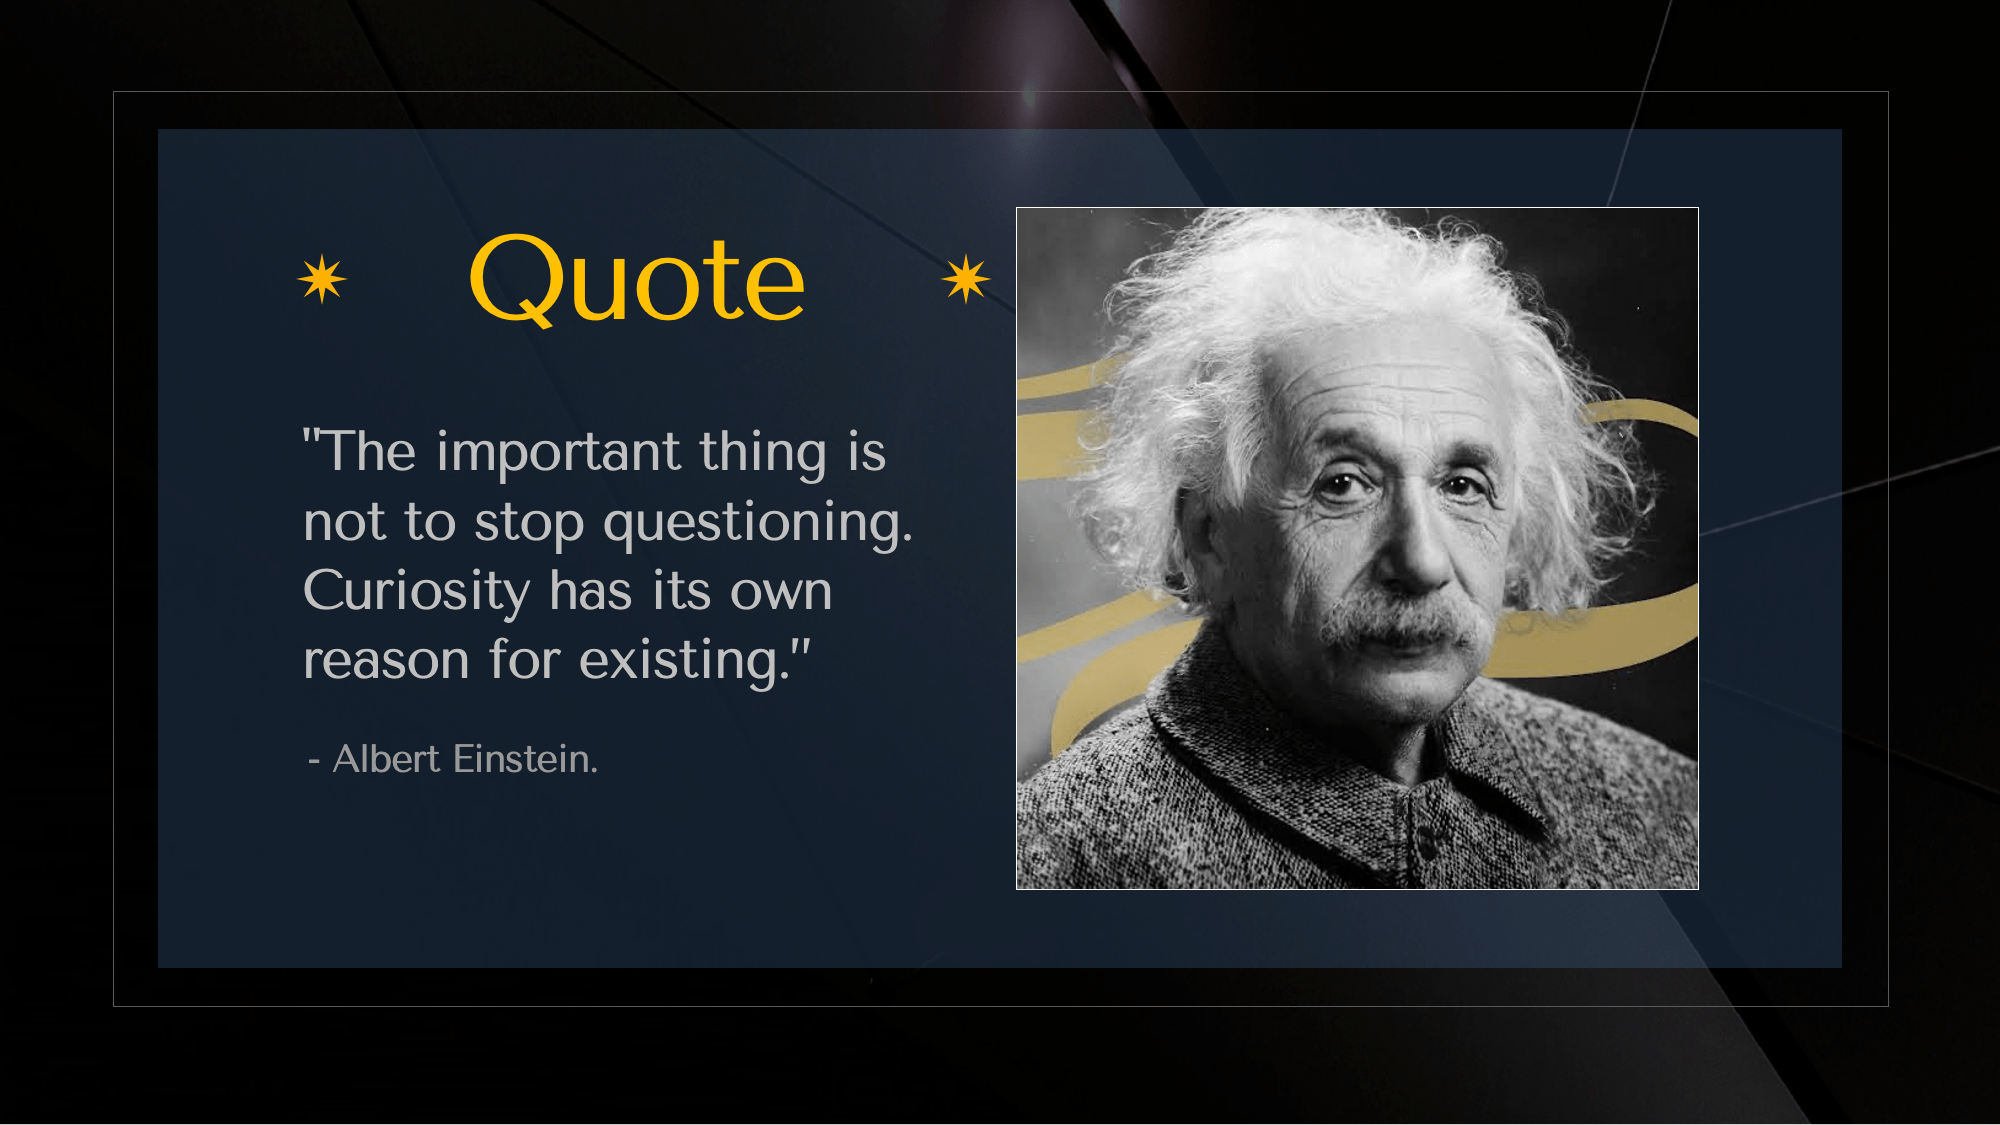 Quote
"The important thing is
not to stop questioning.
Curiosity has its own
reason for existing.”
- Albert Einstein.